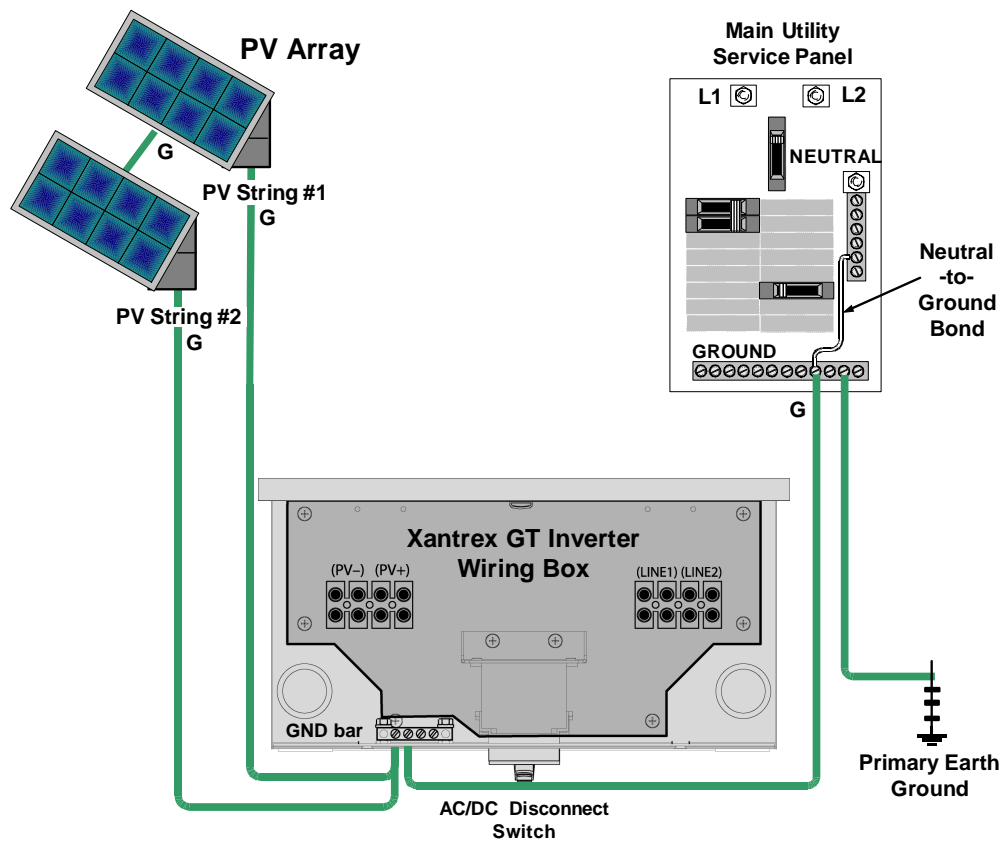 PV Array
G
PV String #1
G
PV String #2
G
Main Utility
Service Panel
L1
L2
NEUTRAL
Neutral
-to-
Ground
Bond
GROUND
G
Xantrex GT Inverter
Wiring Box
(PV–) (PV+)
(LINE1) (LINE2)
GND bar
AC/DC Disconnect
Switch
Primary Earth
Ground